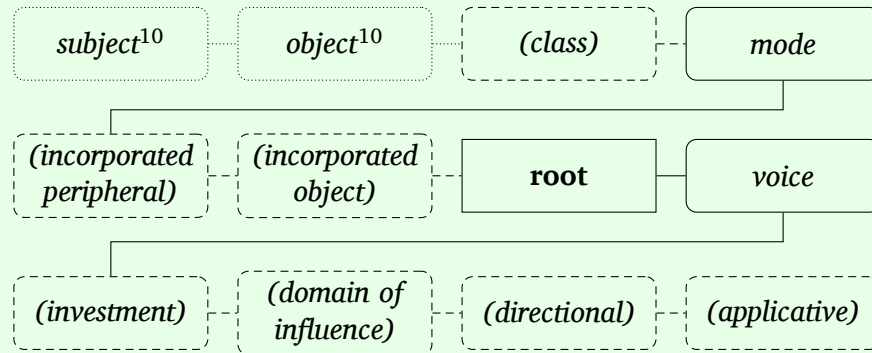 subject¹⁰ object¹⁰ (class) mode
(incorporated peripheral) (incorporated object) root voice
(investment) (domain of influence) (directional) (applicative)